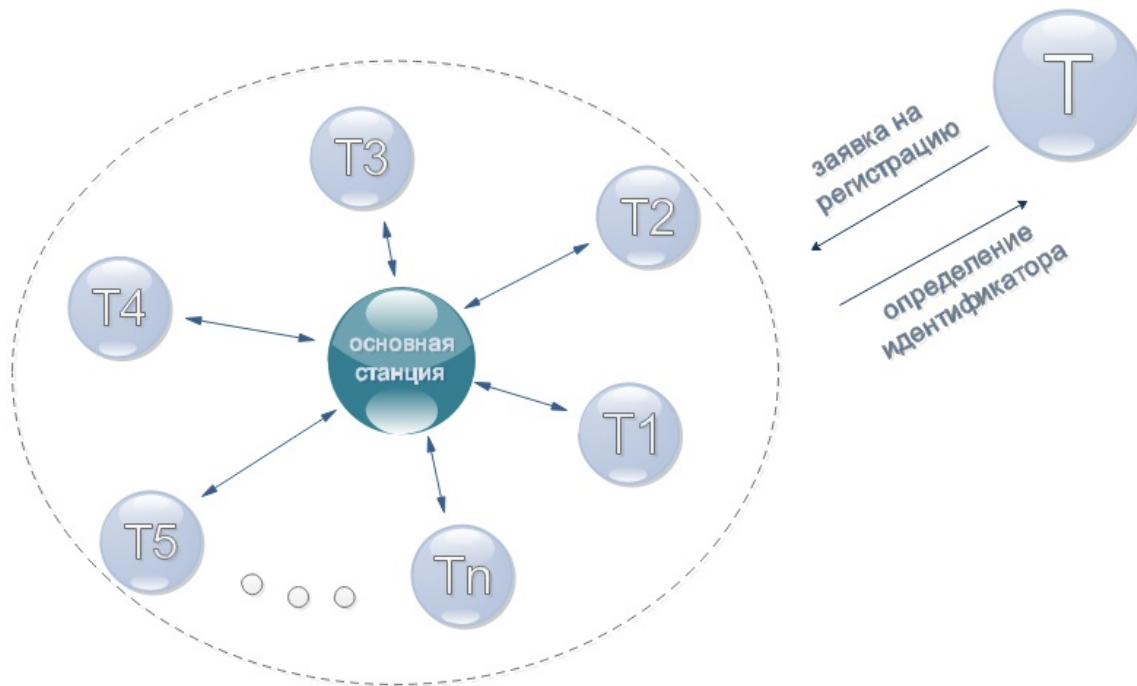 T
заявка на
регистрацию
T3
T2
определение
идентификатора
T4
основная
станция
T1
T5
Tn